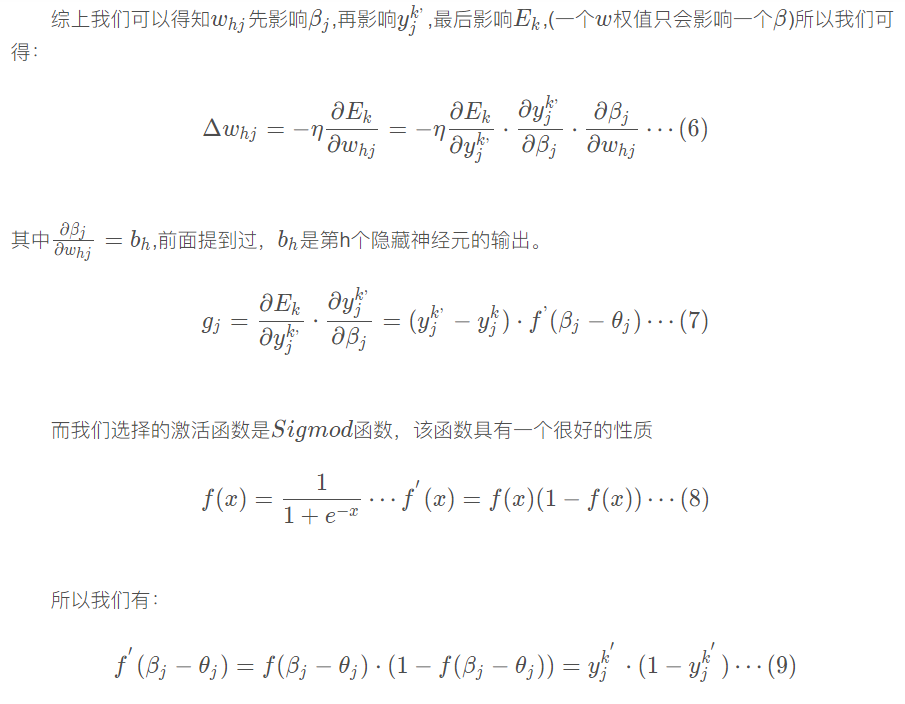 综上我们可以得知$w_{hj}$先影响$\beta_j$,再影响$y_j^{k’}$,最后影响$E_k$,(一个$w$权值只会影响一个$\beta$)所以我们可
得：
$\Delta w_{hj} = -\eta \frac{\partial E_k}{\partial w_{hj}} = -\eta \frac{\partial E_k}{\partial y_j^{k’}} \cdot \frac{\partial y_j^{k’}}{\partial \beta_j} \cdot \frac{\partial \beta_j}{\partial w_{hj}} \cdots (6)$
其中$\frac{\partial \beta_j}{\partial w_{hj}} = b_h$,前面提到过，$b_h$是第h个隐藏神经元的输出。
$g_j = \frac{\partial E_k}{\partial y_j^{k’}} \cdot \frac{\partial y_j^{k’}}{\partial \beta_j} = (y_j^{k’} - y_j^k) \cdot f^{’}(\beta_j - \theta_j) \cdots (7)$
而我们选择的激活函数是$Sigmod$函数，该函数具有一个很好的性质
$f(x) = \frac{1}{1 + e^{-x}} \cdots f^{'}(x) = f(x)(1 - f(x)) \cdots (8)$
所以我们有：
$f^{'}(\beta_j - \theta_j) = f(\beta_j - \theta_j) \cdot (1 - f(\beta_j - \theta_j)) = y_j^{k'} \cdot (1 - y_j^{k'}) \cdots (9)$